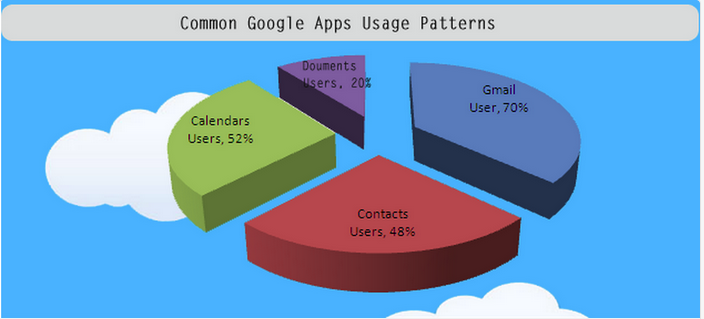 Common Google Apps Usage Patterns
Douments
Users, 20%
Gmail
User, 70%
Calendars
Users, 52%
Contacts
Users, 48%